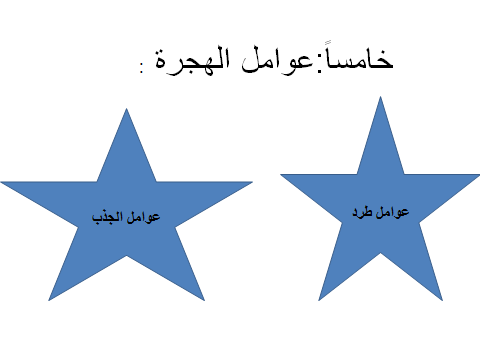 خامساً:عوامل الهجرة :
عوامل طرد
عوامل الجذب